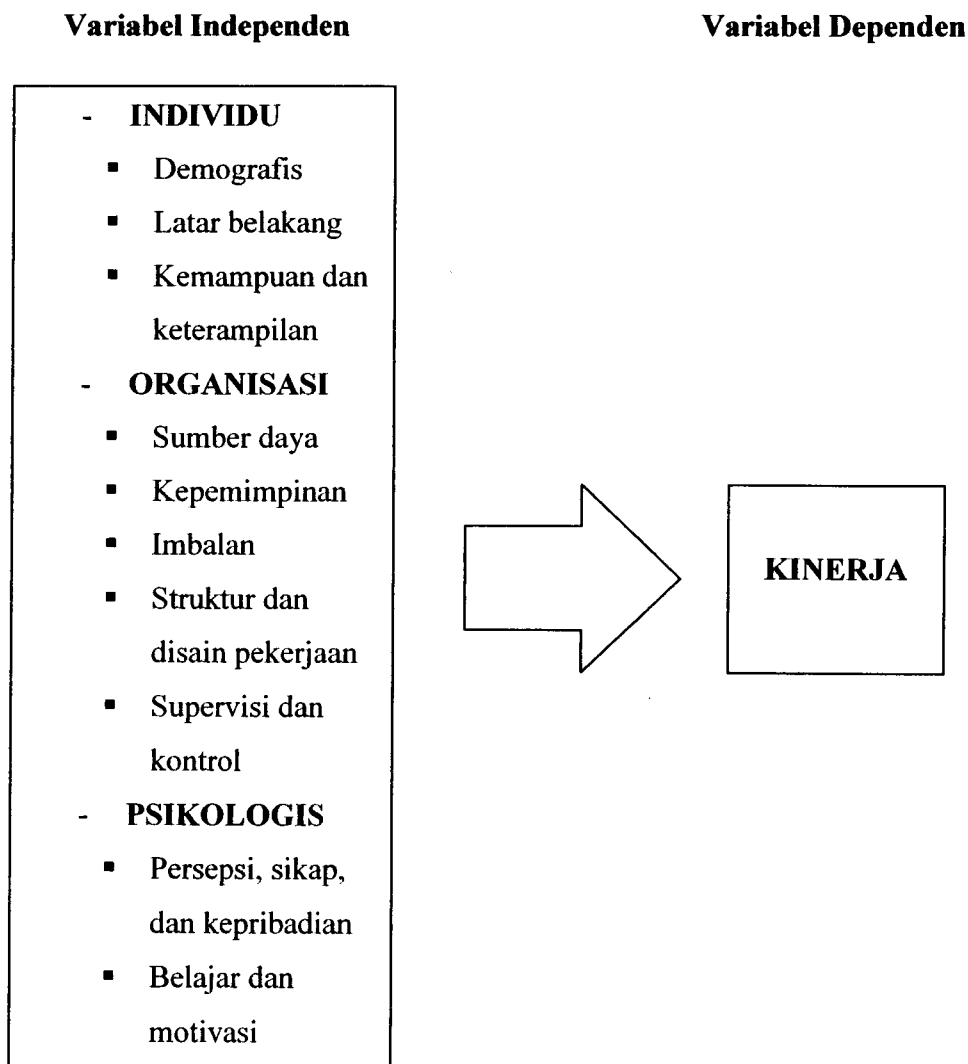 Variabel Independen
Variabel Dependen
- INDIVIDU
▪ Demografis
▪ Latar belakang
▪ Kemampuan dan
keterampilan
- ORGANISASI
▪ Sumber daya
▪ Kepemimpinan
▪ Imbalan
▪ Struktur dan
disain pekerjaan
▪ Supervisi dan
kontrol
- PSIKOLOGIS
▪ Persepsi, sikap,
dan kepribadian
▪ Belajar dan
motivasi
KINERJA